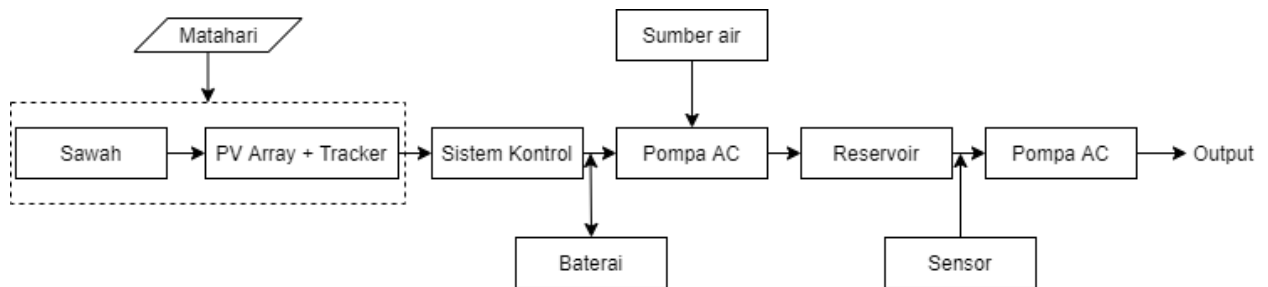 Matahari
Sumber air
Sawah
PV Array + Tracker
Sistem Kontrol
Pompa AC
Reservoir
Pompa AC
Output
Baterai
Sensor